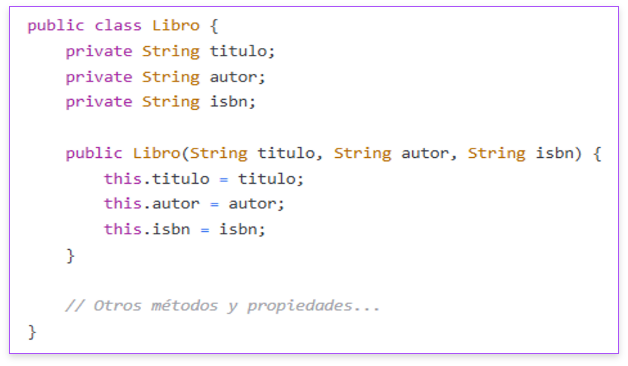 public class Libro {
    private String titulo;
    private String autor;
    private String isbn;

    public Libro(String titulo, String autor, String isbn) {
        this.titulo = titulo;
        this.autor = autor;
        this.isbn = isbn;
    }

    // Otros métodos y propiedades...
}